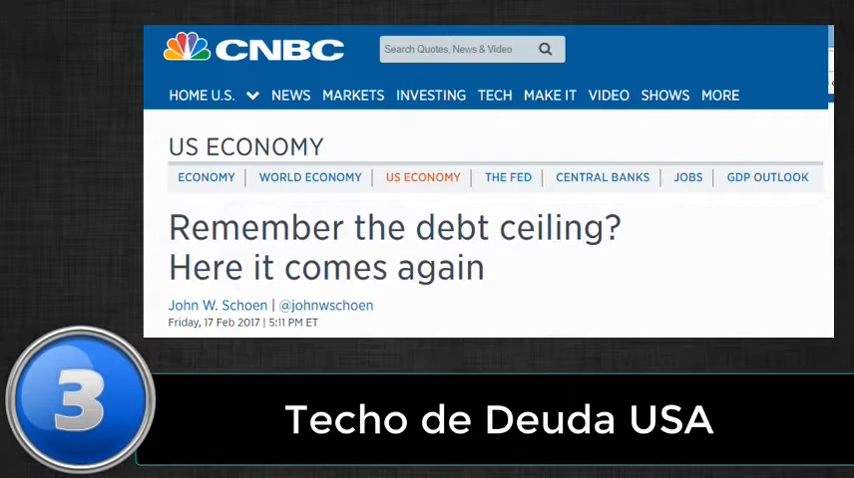 CNBC
Search Quotes, News & Video
HOME U.S. NEWS MARKETS INVESTING TECH MAKE IT VIDEO SHOWS MORE
US ECONOMY
ECONOMY | WORLD ECONOMY | US ECONOMY | THE FED | CENTRAL BANKS | JOBS | GDP OUTLOOK
Remember the debt ceiling?
Here it comes again
John W. Schoen | @johnwschoen
Friday, 17 Feb 2017 | 5:11 PM ET
3
Techo de Deuda USA